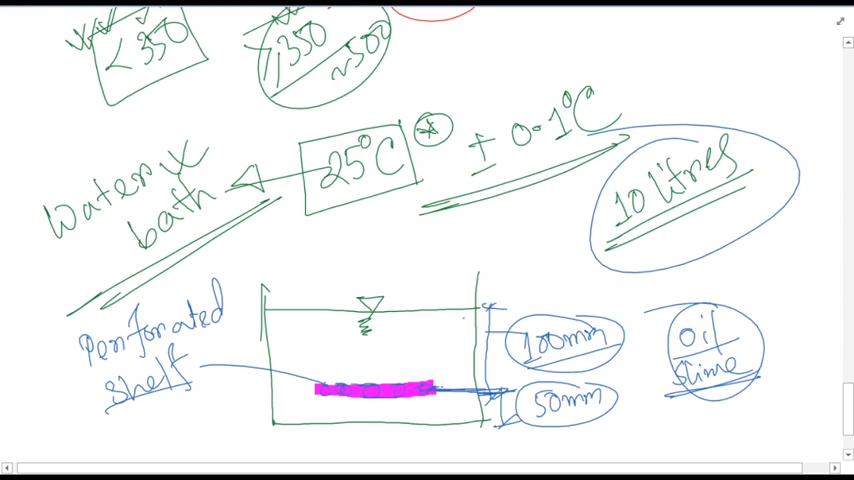 <350
>350
~500
25°C * ± 0.1°C
Water
bath
10 litres
Perforated
shelf
100mm
50mm
oil
slime